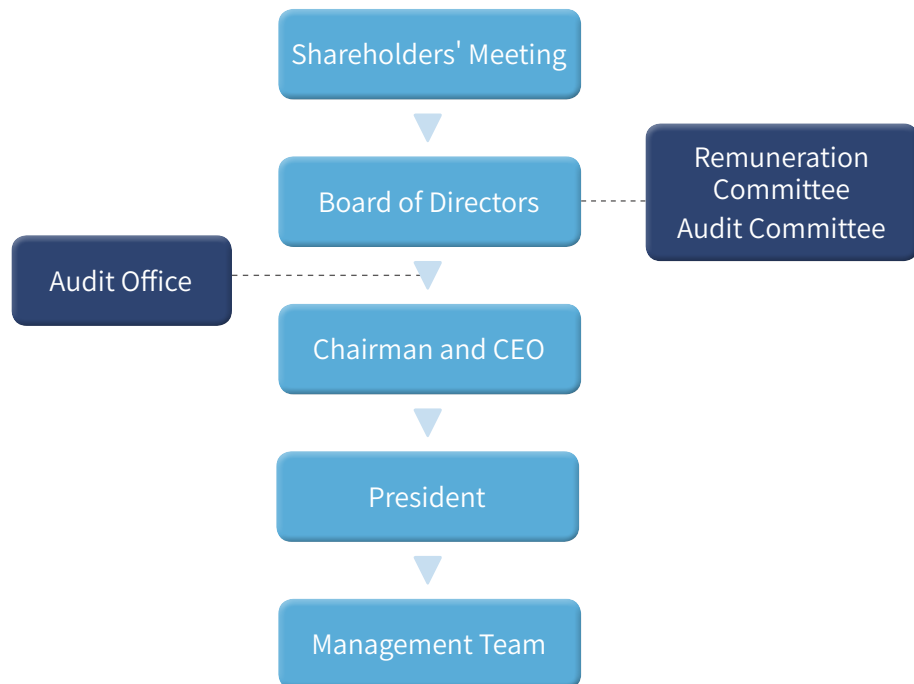 Shareholders' Meeting
Board of Directors
Remuneration
Committee
Audit Committee
Audit Office
Chairman and CEO
President
Management Team